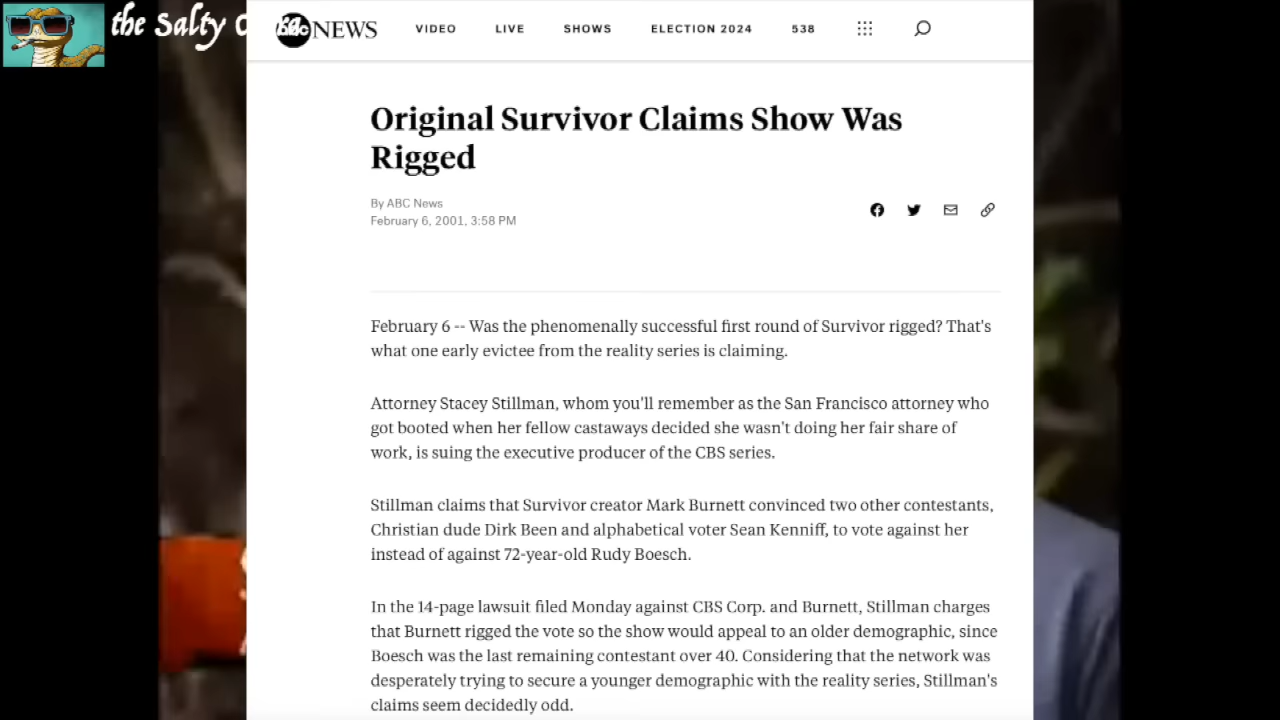 the Salty
abc NEWS VIDEO LIVE SHOWS ELECTION 2024 538
Original Survivor Claims Show Was
Rigged
By ABC News
February 6, 2001, 3:58 PM
February 6 -- Was the phenomenally successful first round of Survivor rigged? That's
what one early evictee from the reality series is claiming.
Attorney Stacey Stillman, whom you'll remember as the San Francisco attorney who
got booted when her fellow castaways decided she wasn't doing her fair share of
work, is suing the executive producer of the CBS series.
Stillman claims that Survivor creator Mark Burnett convinced two other contestants,
Christian dude Dirk Been and alphabetical voter Sean Kenniff, to vote against her
instead of against 72-year-old Rudy Boesch.
In the 14-page lawsuit filed Monday against CBS Corp. and Burnett, Stillman charges
that Burnett rigged the vote so the show would appeal to an older demographic, since
Boesch was the last remaining contestant over 40. Considering that the network was
desperately trying to secure a younger demographic with the reality series, Stillman's
claims seem decidedly odd.